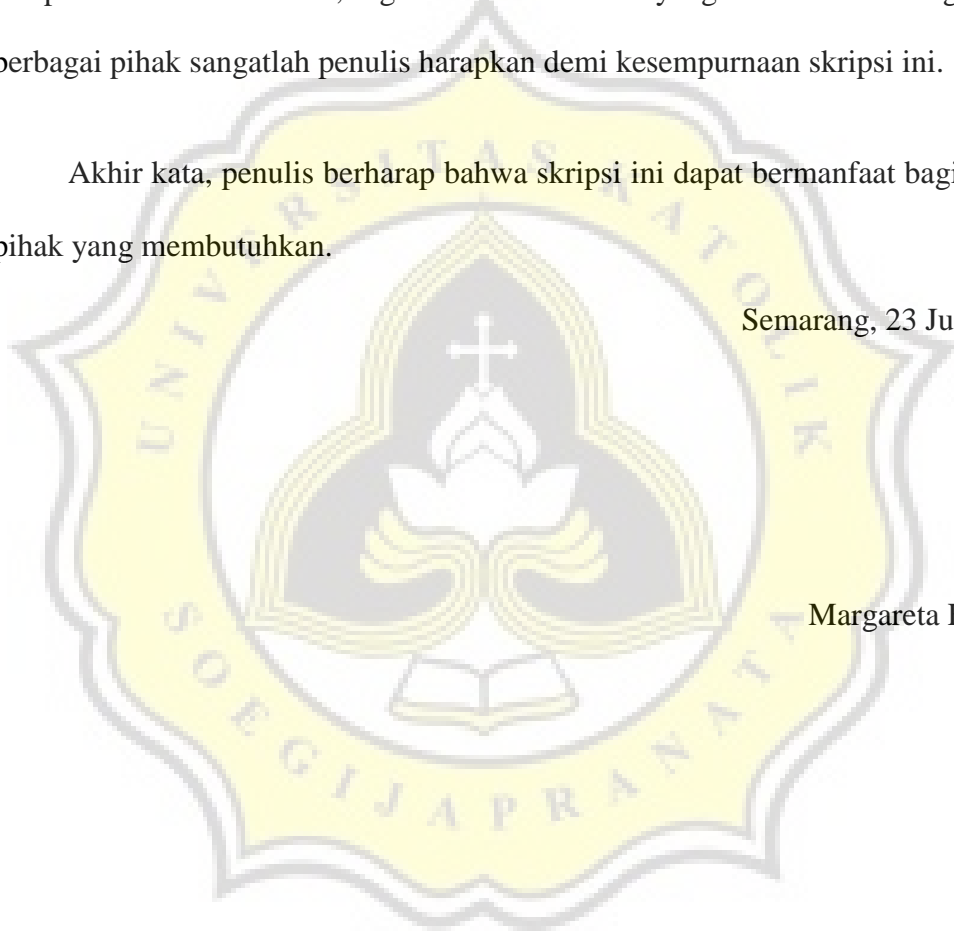 berbagai pihak sangatlah penulis harapkan demi kesempurnaan skripsi ini.
Akhir kata, penulis berharap bahwa skripsi ini dapat bermanfaat bagi
pihak yang membutuhkan.
Semarang, 23 Ju
Margareta
UNIVERSITAS KATOLIK
SOEGIJAPRANATA